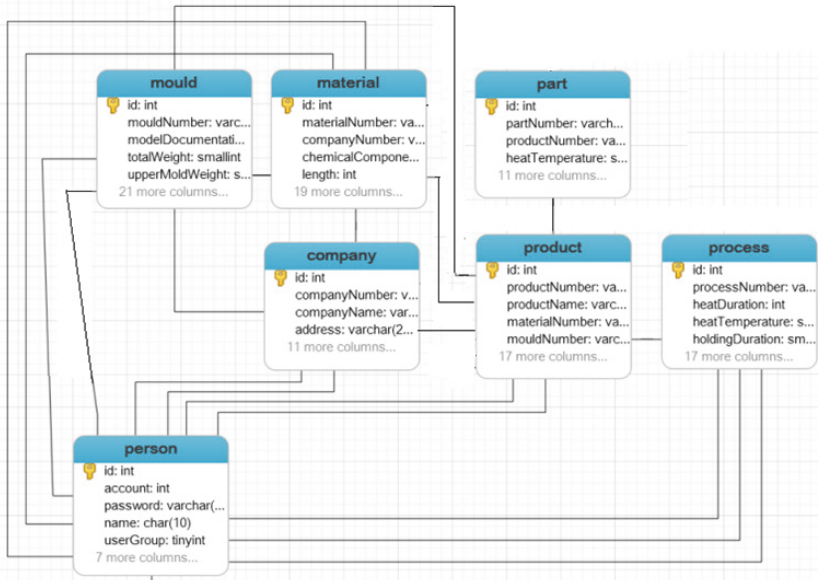 mould
id: int
mouldNumber: varc...
modelDocumentati...
totalWeight: smallint
upperMoldWeight: s...
21 more columns...
material
id: int
materialNumber: va...
companyNumber: v...
chemicalCompone...
length: int
19 more columns...
part
id: int
partNumber: varch...
productNumber: va...
heatTemperature: s...
11 more columns...
company
id: int
companyNumber: v...
companyName: var...
address: varchar(2...
11 more columns...
product
id: int
productNumber: va...
productName: varc...
materialNumber: va...
mouldNumber: varc...
17 more columns...
process
id: int
processNumber: va...
heatDuration: int
heatTemperature: s...
holdingDuration: sm...
17 more columns...
person
id: int
account: int
password: varchar(...
name: char(10)
userGroup: tinyint
7 more columns...